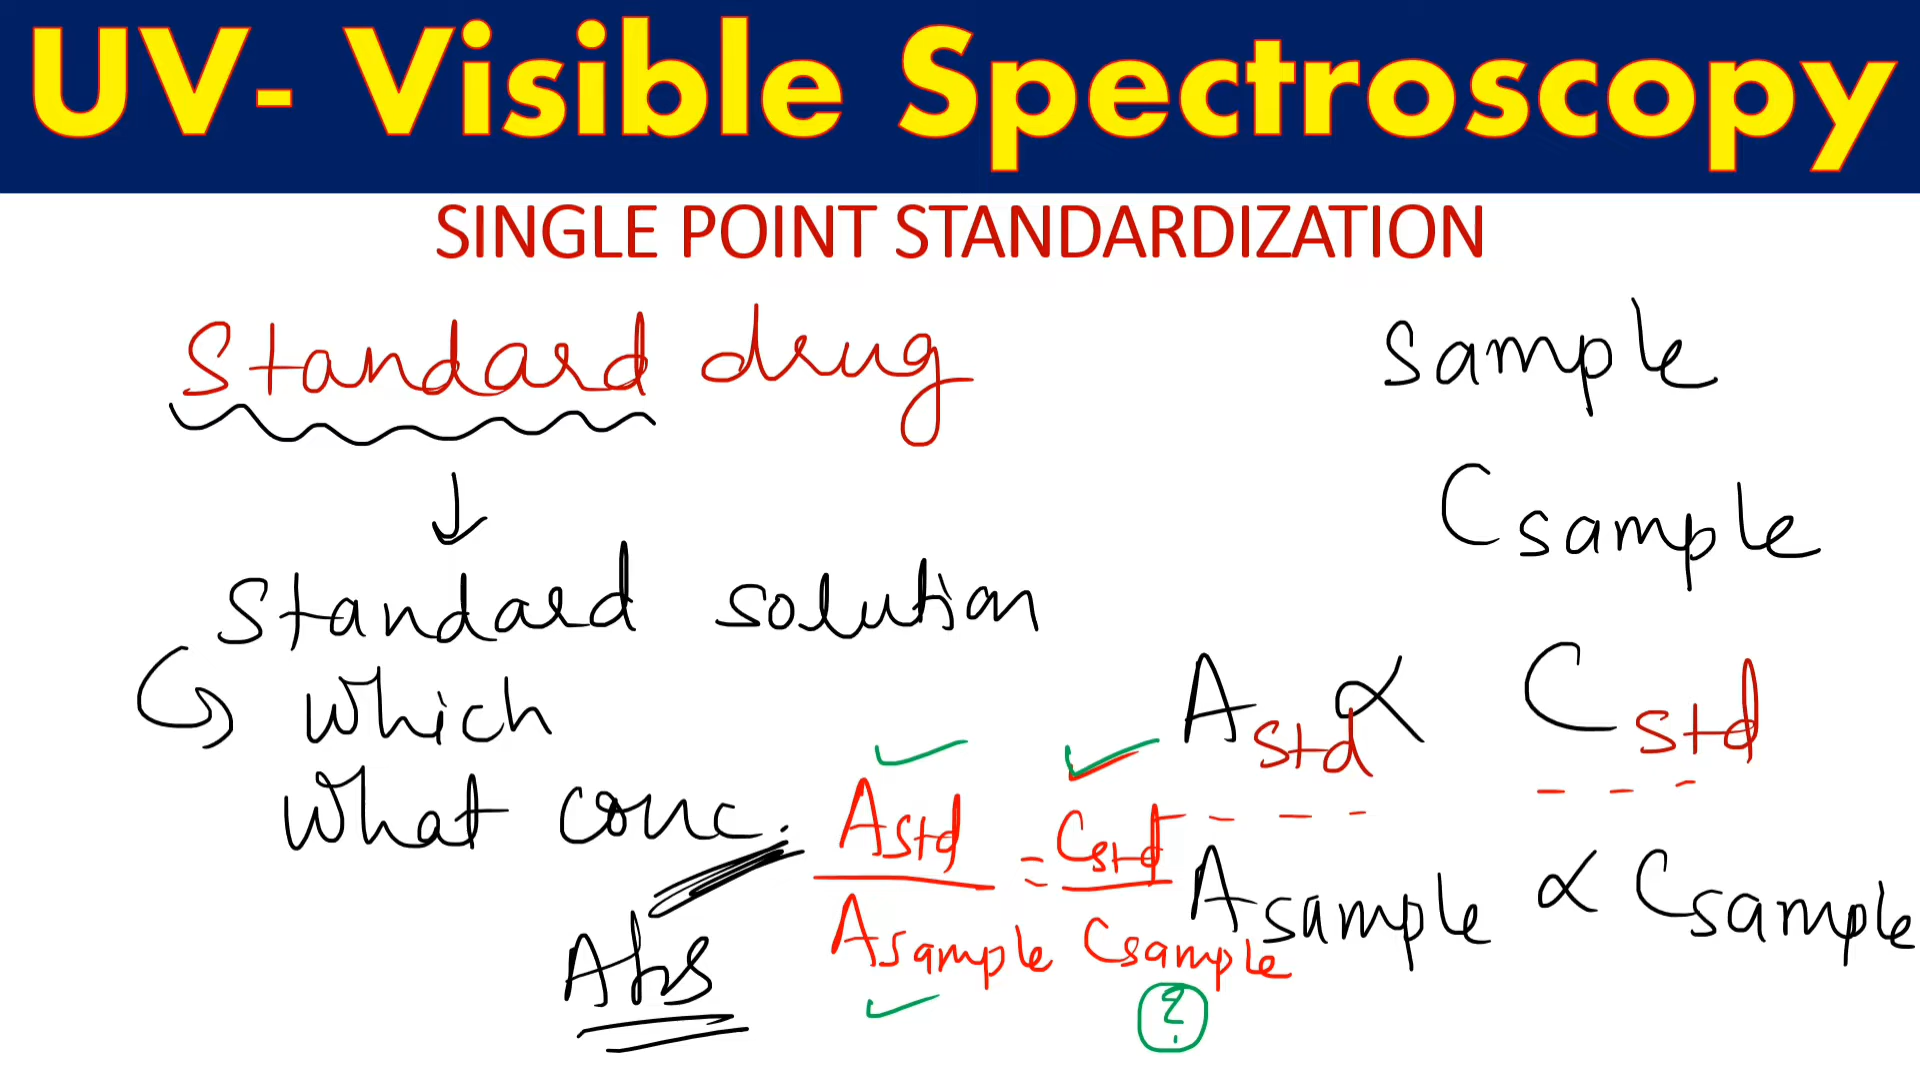 UV- Visible Spectroscopy
SINGLE POINT STANDARDIZATION
Standard drug
Sample
Csample
Standard solution
which
What conc.
Abs
Astd ∝ Cstd
Astd = Cstd
Asample Csample
?
Asample ∝ Csample